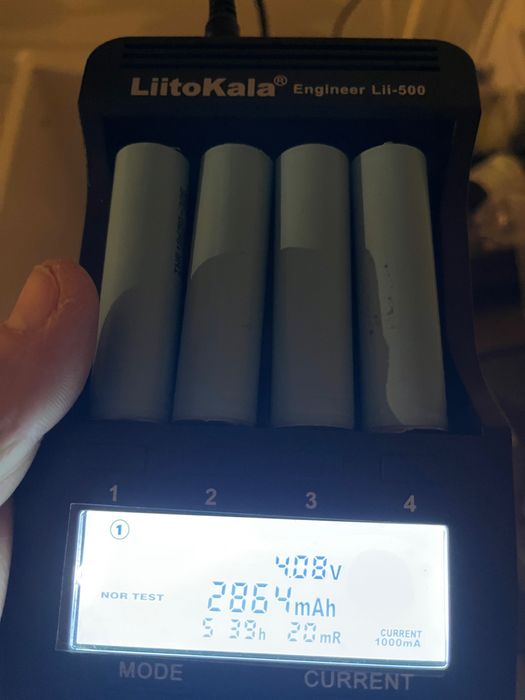 LiitoKala® Engineer Lii-500
1 2 3 4
①
4.08V
NOR TEST 2864mAh
5 39h 20mR CURRENT
1000mA
MODE CURRENT